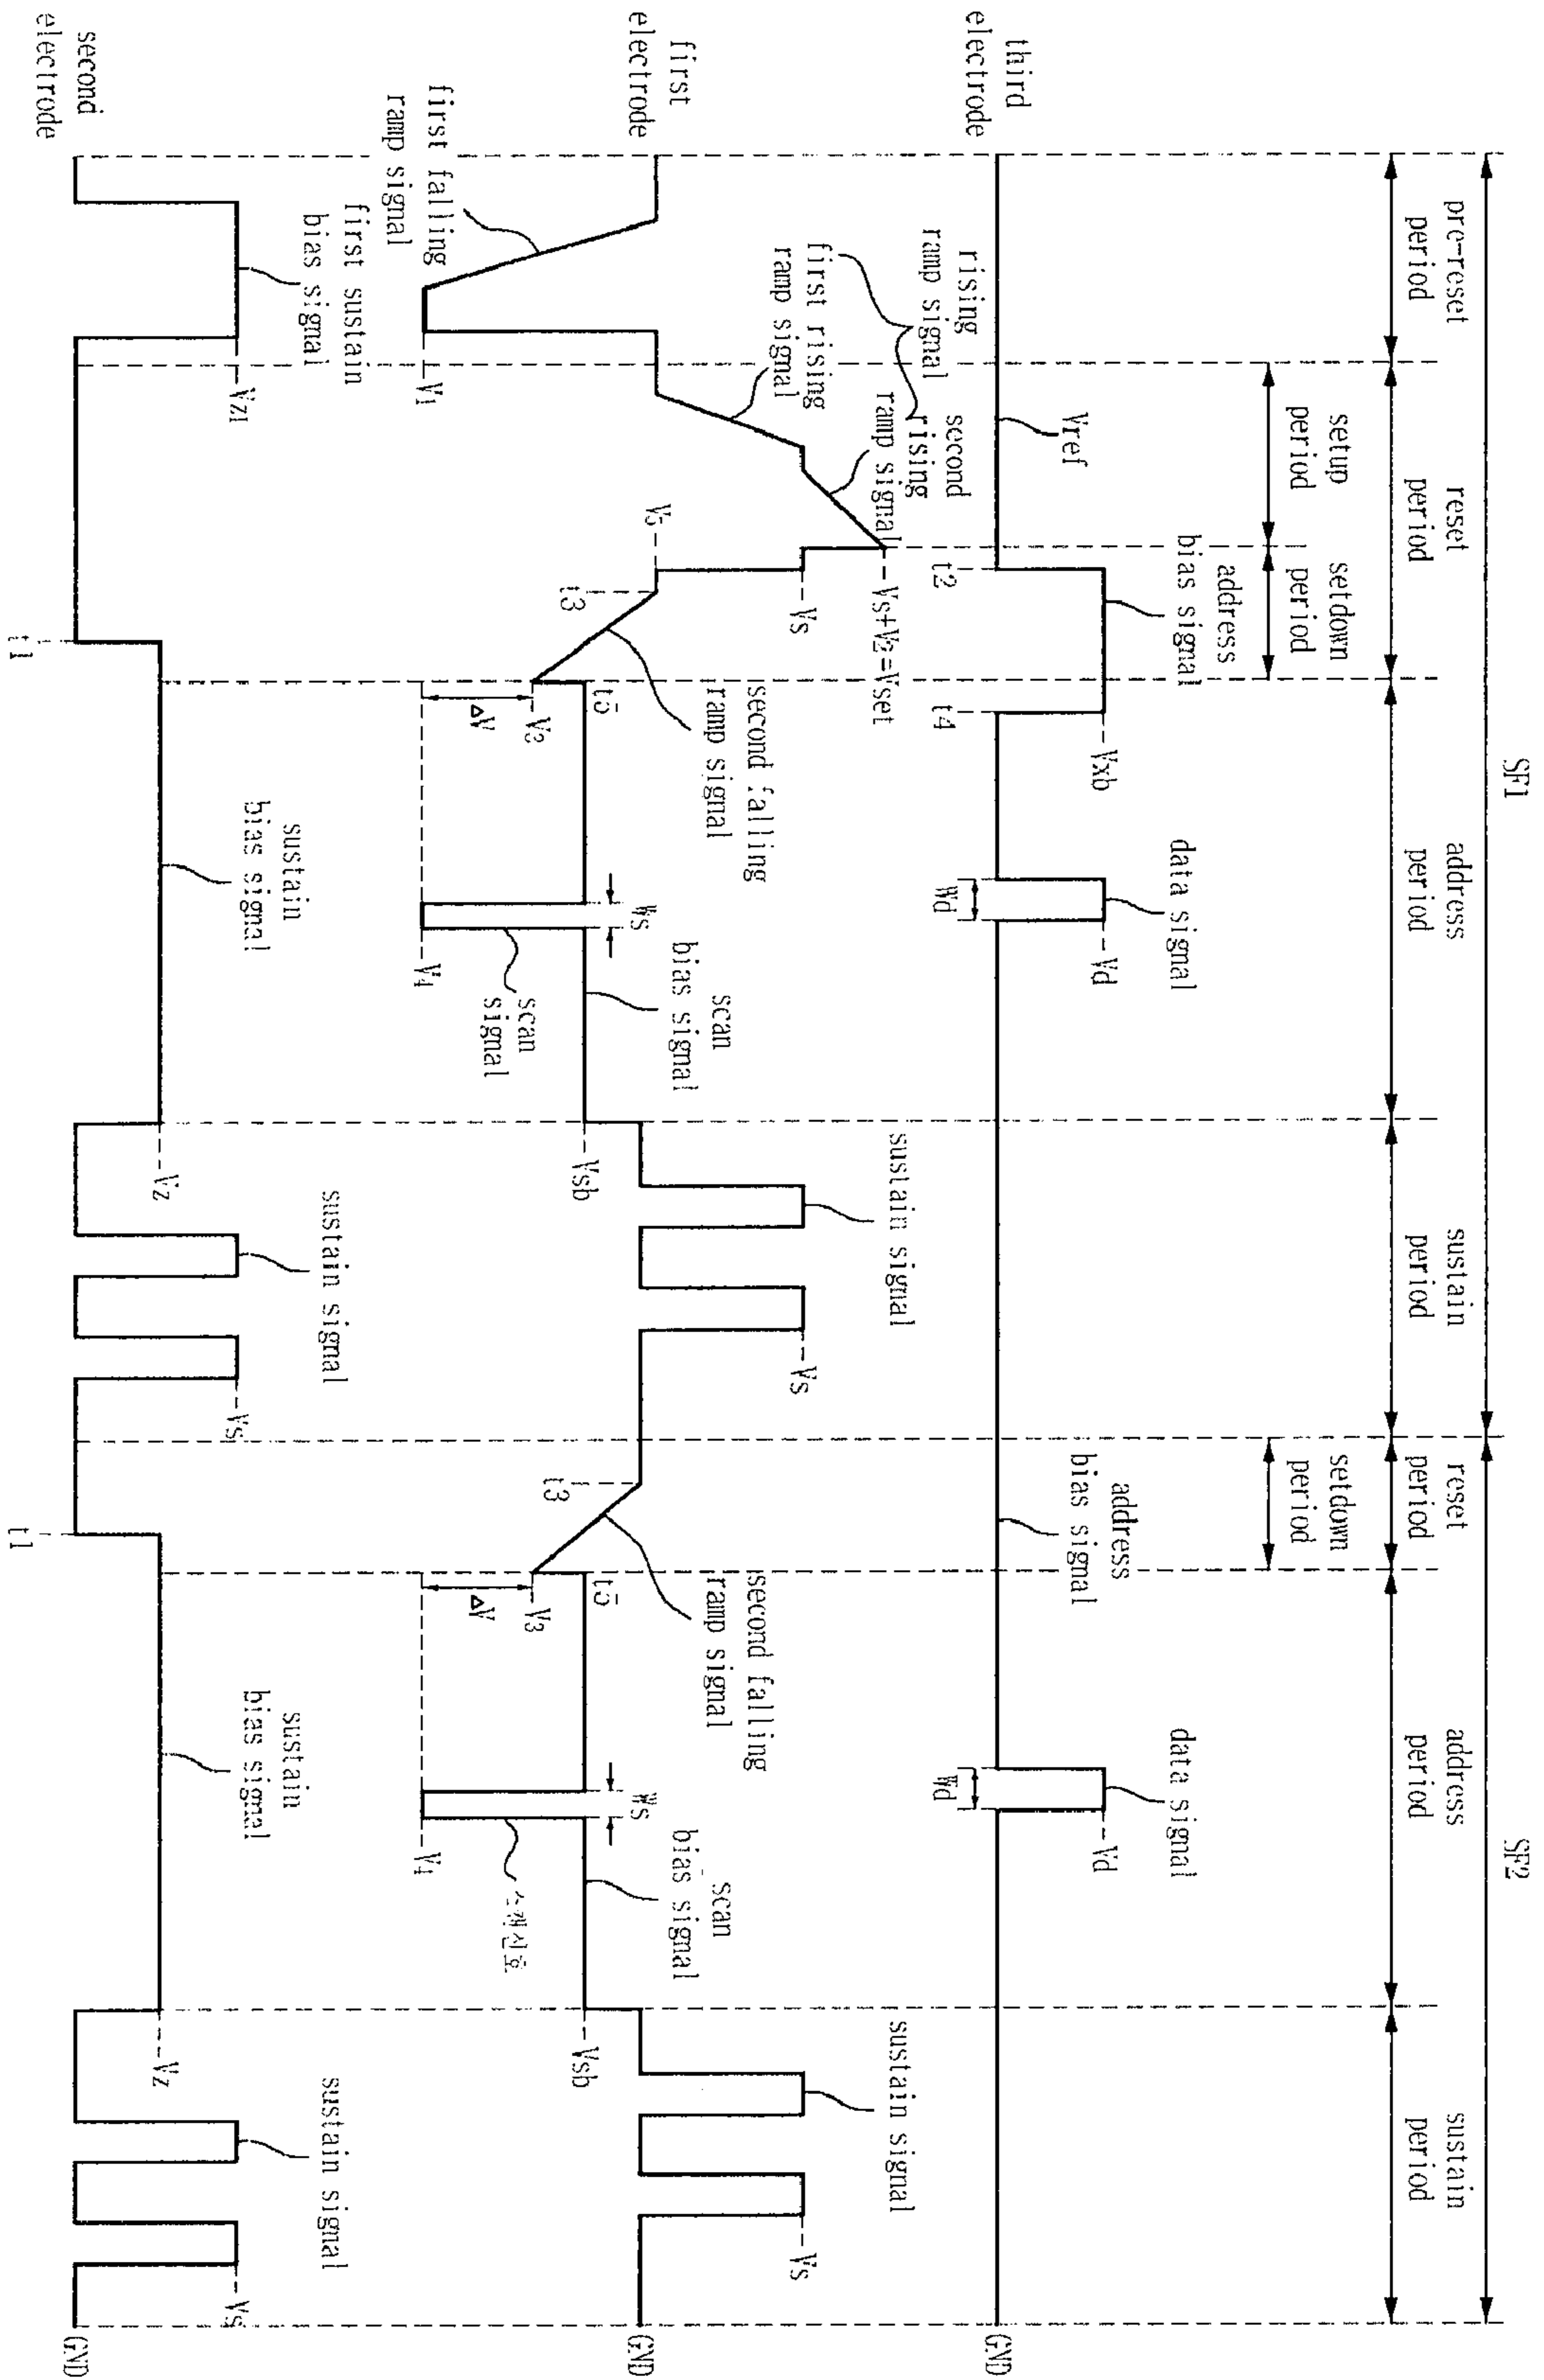 SF1
SF2
pre-reset
period
reset
period
address
period
sustain
period
reset
period
address
period
sustain
period
setup
period
setdown
period
setdown
period
third
electrode
Vref
address
bias signal
t2
t4
Vxb
data signal
Wd
Vd
address
bias signal
data signal
Wd
Vd
GND
first
electrode
first falling
ramp signal
V1
rising
ramp signal
first rising
ramp signal
second
rising
ramp signal
Vs+V2=Vset
Vs
V5
t3
second falling
ramp signal
t5
V3
ΔV
Ws
scan
bias signal
scan
signal
V4
Vsb
sustain signal
Vs
t3
second falling
ramp signal
t5
V3
ΔV
Ws
scan
bias signal
스캔신호
V4
Vsb
sustain signal
Vs
GND
second
electrode
first sustain
bias signal
Vz1
t1
sustain
bias signal
Vz
sustain signal
Vs
t1
sustain
bias signal
Vz
sustain signal
Vs
GND